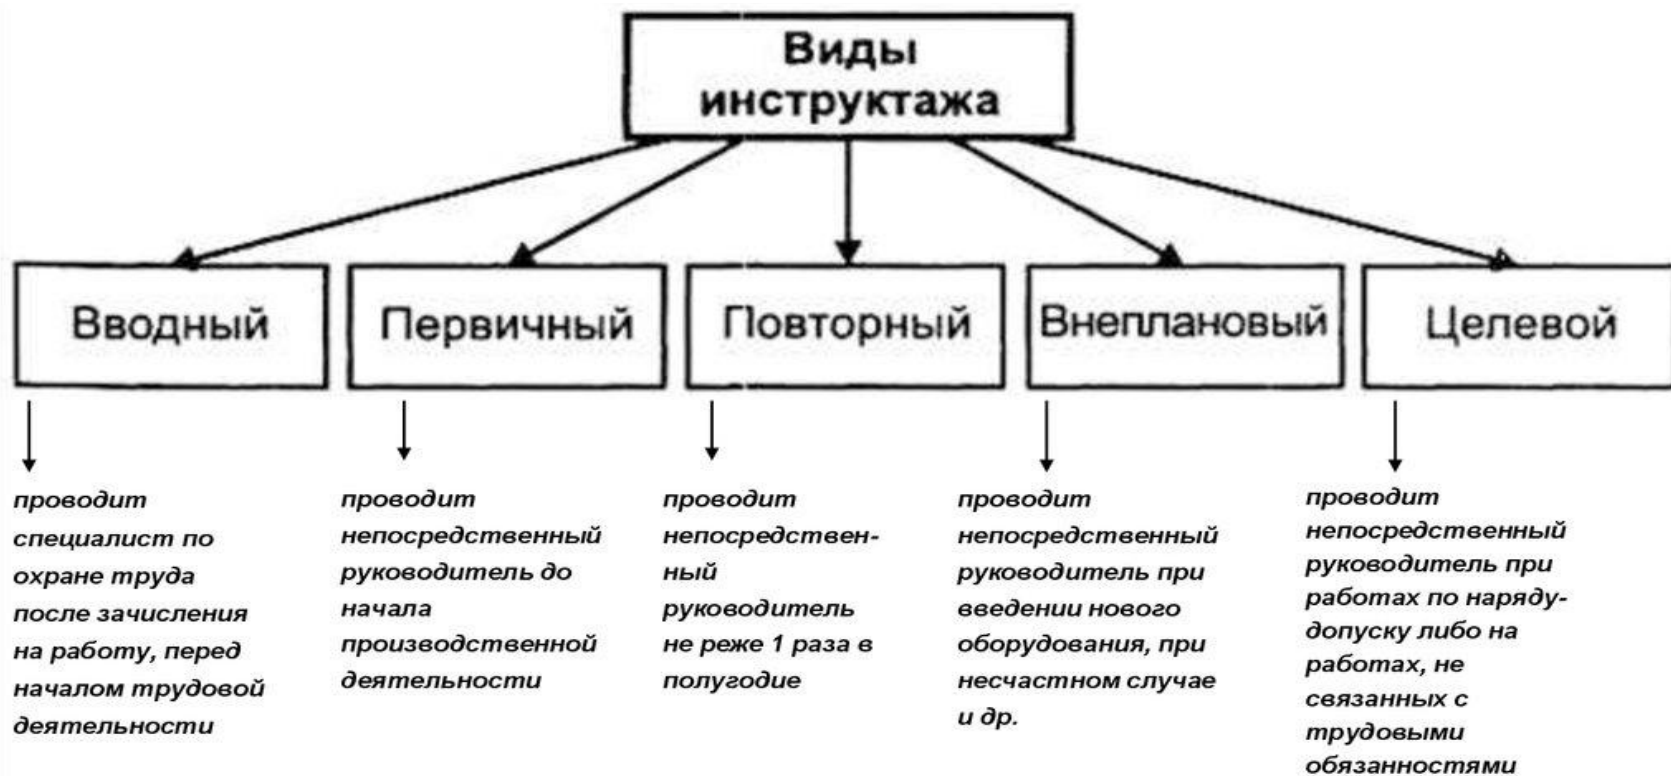 Виды
инструктажа
Вводный
Первичный
Повторный
Внеплановый
Целевой
проводит
специалист по
охране труда
после зачисления
на работу, перед
началом трудовой
деятельности
проводит
непосредственный
руководитель до
начала
производственной
деятельности
проводит
непосредствен-
ный
руководитель
не реже 1 раза в
полугодие
проводит
непосредственный
руководитель при
введении нового
оборудования, при
несчастном случае
и др.
проводит
непосредственный
руководитель при
работах по наряду-
допуску либо на
работах, не
связанных с
трудовыми
обязанностями